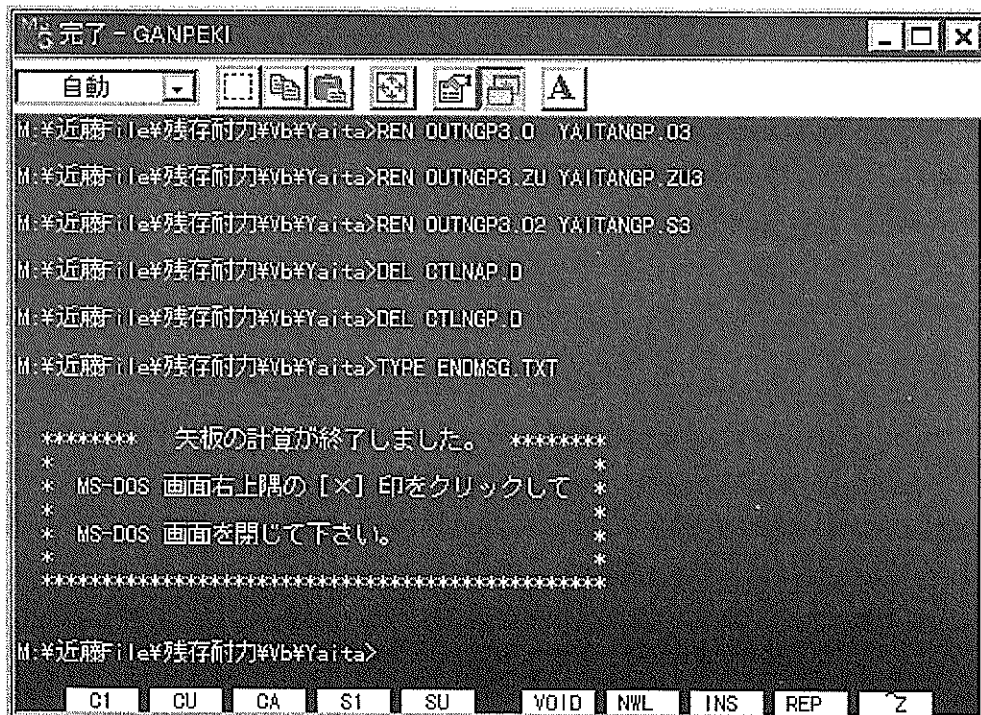 完了 - GANPEKI
自動
A
M:¥近藤File¥残存耐力¥Vb¥Yaita>REN OUTNGP3.O  YAITANGP.O3
M:¥近藤File¥残存耐力¥Vb¥Yaita>REN OUTNGP3.ZU YAITANGP.ZU3
M:¥近藤File¥残存耐力¥Vb¥Yaita>REN OUTNGP3.O2 YAITANGP.S3
M:¥近藤File¥残存耐力¥Vb¥Yaita>DEL CTLNAP.D
M:¥近藤File¥残存耐力¥Vb¥Yaita>DEL CTLNGP.D
M:¥近藤File¥残存耐力¥Vb¥Yaita>TYPE ENDMSG.TXT
********   矢板の計算が終了しました。  ********
*                                             *
*  MS-DOS 画面右上隅の [×] 印をクリックして  *
*                                             *
*  MS-DOS 画面を閉じて下さい。                *
*                                             *
***********************************************
M:¥近藤File¥残存耐力¥Vb¥Yaita>
C1 CU CA S1 SU VOID NWL INS REP ^Z